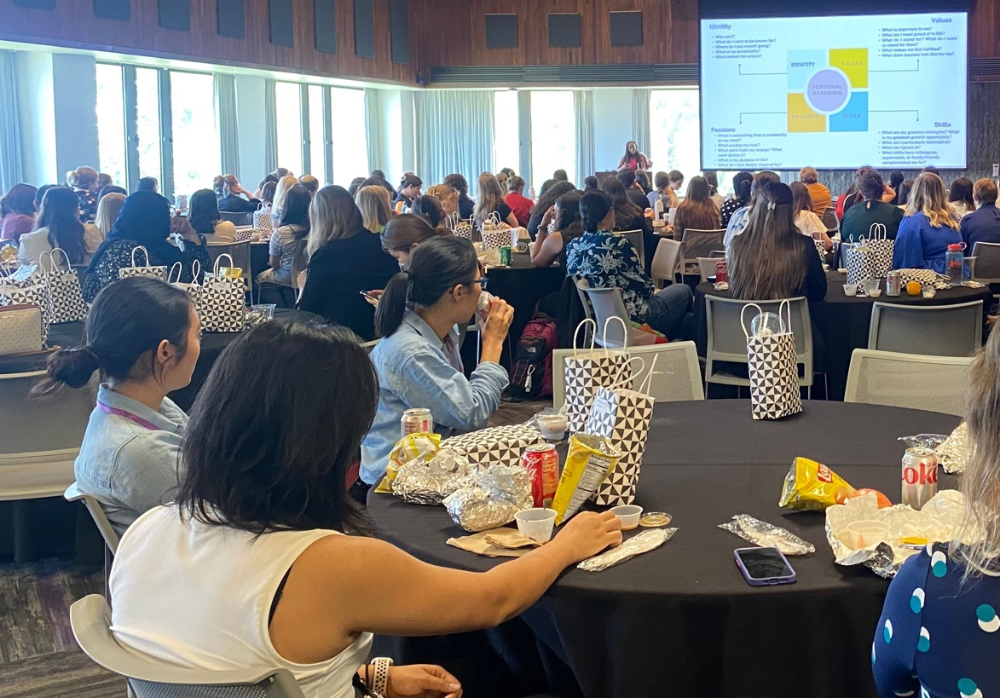 Identity
• Who am I?
• What do I want to be known for?
• Where do I see myself going?
• What is my personality?
• What makes me unique?
Values
• What is important to me?
• What am I most proud of in life?
• What do I stand for? What do I want
to stand for more?
• What makes me feel fulfilled?
• What does success look like for me?
IDENTITY
VALUES
PERSONAL
BRANDING
PASSIONS
SKILLS
Passions
• What is something that is constantly
on my mind?
• What excites me now?
• What work fuels my energy? What
work drains it?
• What is my purpose in life?
• What do I feel deeply inspired by?
Skills
• What are my greatest strengths? What
is my greatest growth opportunity?
• What am I particularly talented at?
• What am I great at?
• What skills have colleagues,
supervisors, or family/friends
complimented me for?
Lay's
oke